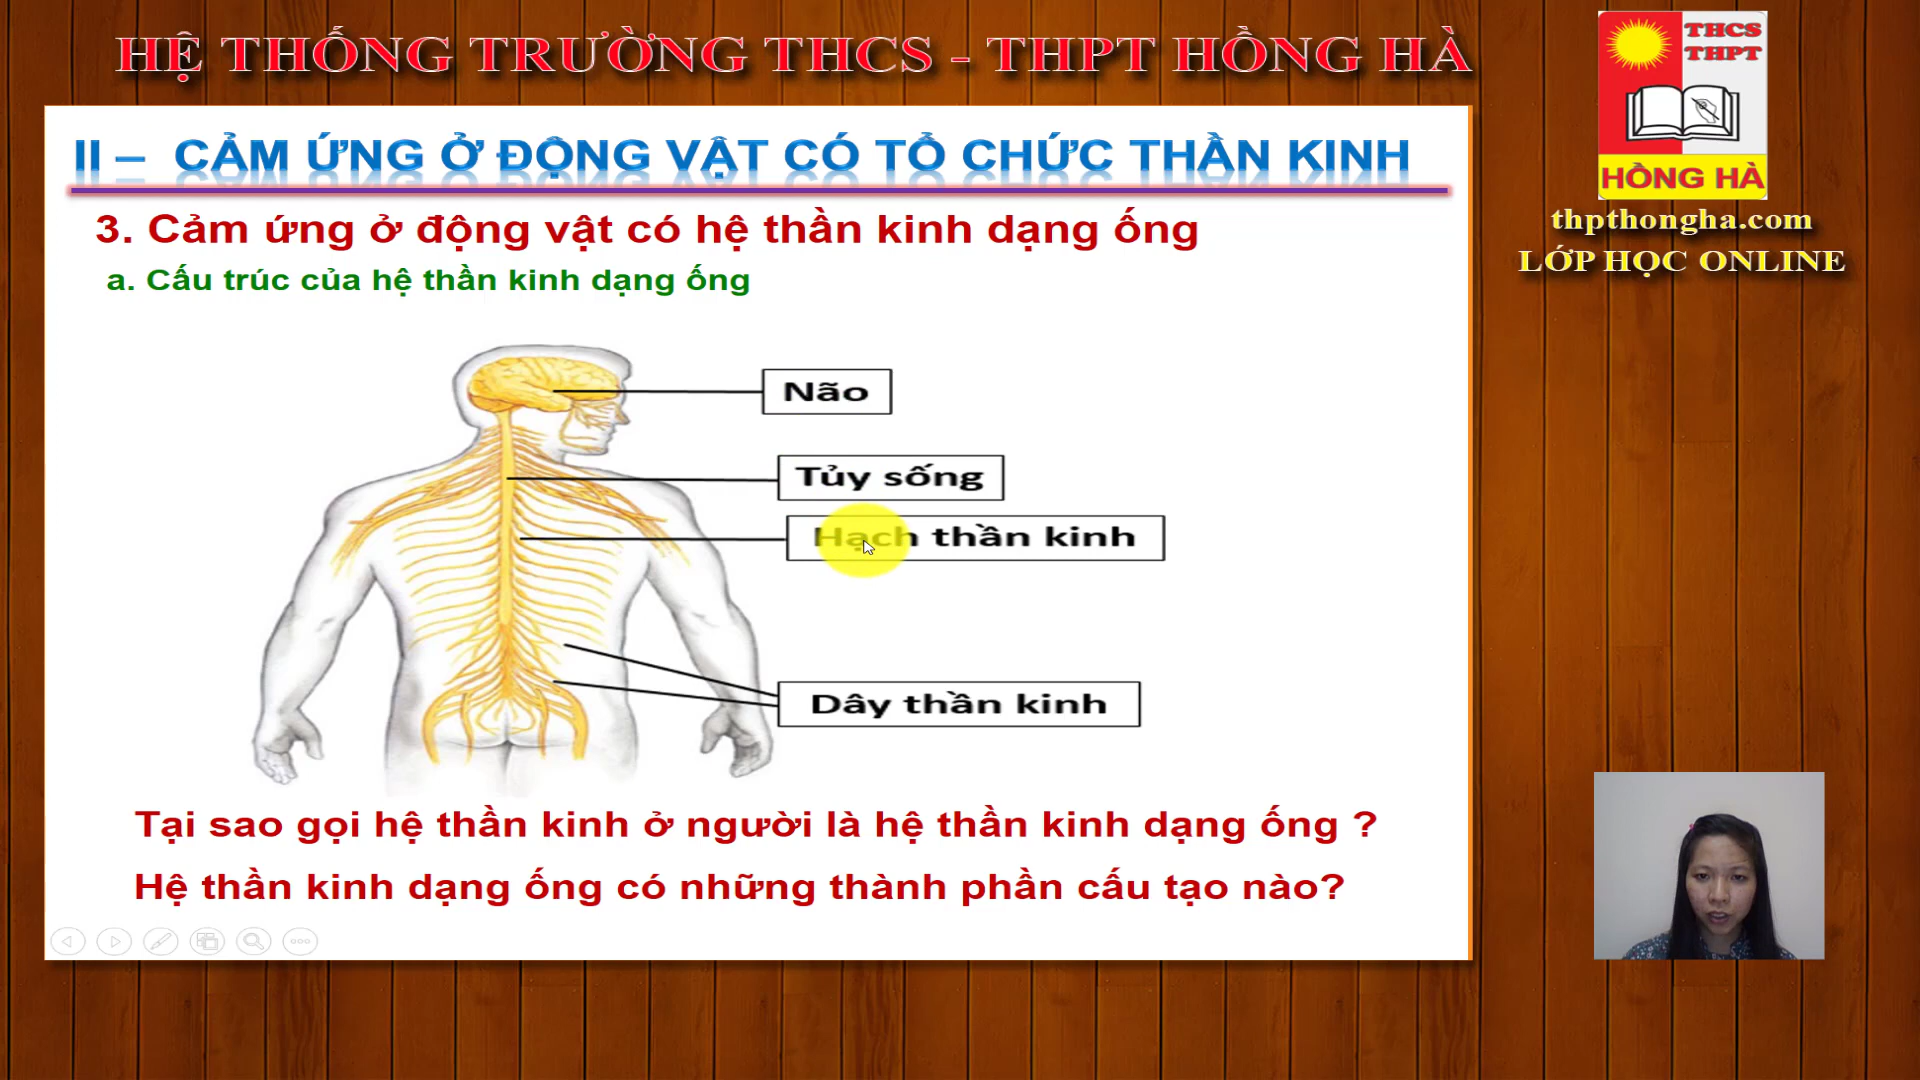 HỆ THỐNG TRƯỜNG THCS - THPT HỒNG HÀ
THCS
THPT
HỒNG HÀ
thpthongha.com
LỚP HỌC ONLINE
II – CẢM ỨNG Ở ĐỘNG VẬT CÓ TỔ CHỨC THẦN KINH
3. Cảm ứng ở động vật có hệ thần kinh dạng ống
a. Cấu trúc của hệ thần kinh dạng ống
Não
Tủy sống
Hạch thần kinh
Dây thần kinh
Tại sao gọi hệ thần kinh ở người là hệ thần kinh dạng ống ?
Hệ thần kinh dạng ống có những thành phần cấu tạo nào?